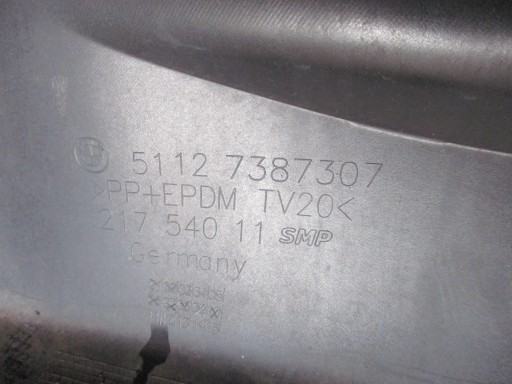 5112 7387307
>PP+EPDM TV20<
217 540 11 SMP
Germany